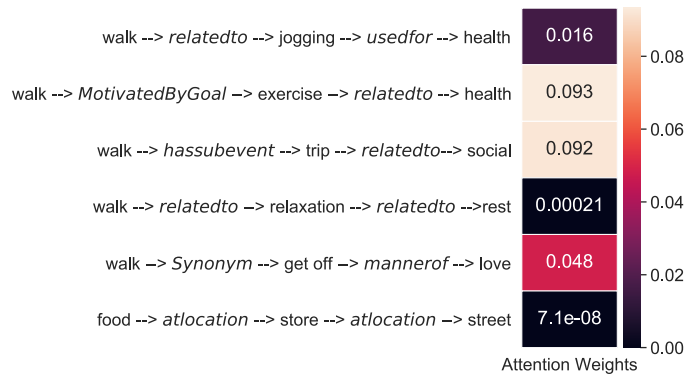 walk --> relatedto --> jogging --> usedfor --> health 0.016
walk --> MotivatedByGoal –> exercise –> relatedto --> health 0.093
walk --> hassubevent --> trip --> relatedto--> social 0.092
walk --> relatedto –> relaxation --> relatedto -->rest 0.00021
walk –> Synonym --> get off –> mannerof --> love 0.048
food --> atlocation --> store --> atlocation –> street 7.1e-08
Attention Weights
0.08
0.06
0.04
0.02
0.00